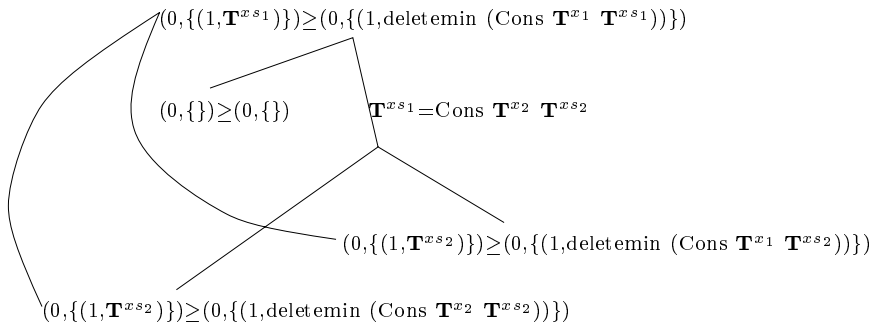 (0,{(1,𝐓^{xs_1})})≥(0,{(1,deletemin (Cons 𝐓^{x_1} 𝐓^{xs_1}))})
(0,{})≥(0,{}) 𝐓^{xs_1}=Cons 𝐓^{x_2} 𝐓^{xs_2}
(0,{(1,𝐓^{xs_2})})≥(0,{(1,deletemin (Cons 𝐓^{x_1} 𝐓^{xs_2}))})
(0,{(1,𝐓^{xs_2})})≥(0,{(1,deletemin (Cons 𝐓^{x_2} 𝐓^{xs_2}))})